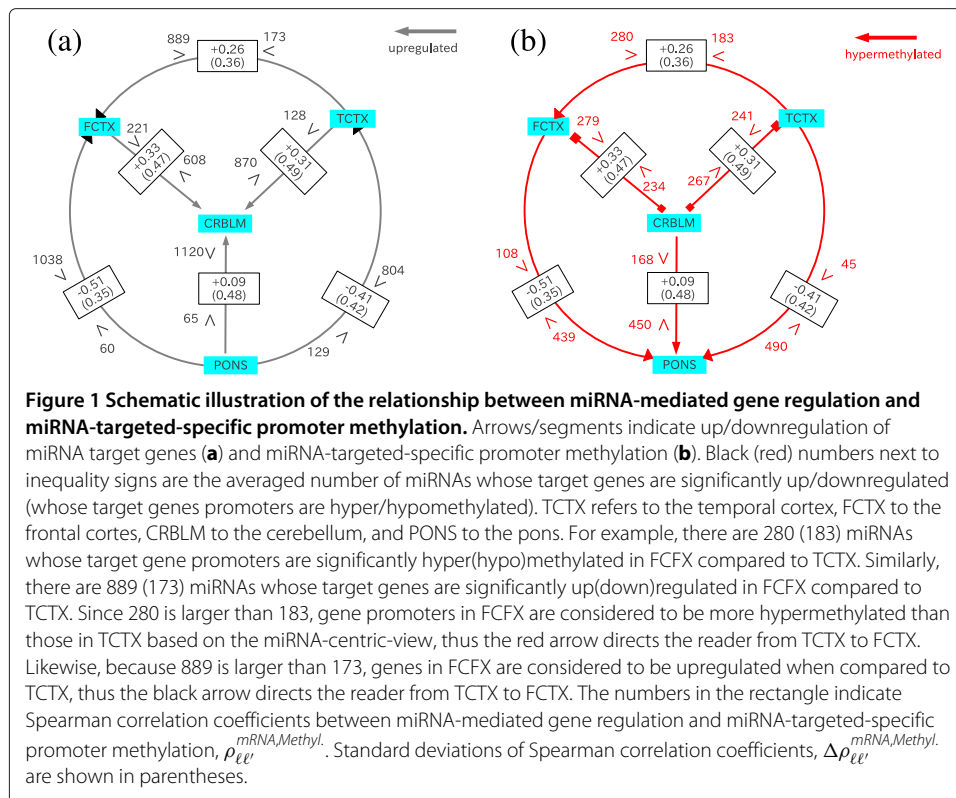 (a)
889
173
+0.26
(0.36)
upregulated
FCTX
TCTX
221
128
+0.33
(0.47)
+0.31
(0.49)
608
870
CRBLM
1120
1038
804
-0.51
(0.35)
+0.09
(0.48)
-0.41
(0.42)
65
60
129
PONS
(b)
280
183
+0.26
(0.36)
hypermethylated
FCTX
TCTX
279
241
+0.33
(0.47)
+0.31
(0.49)
234
267
CRBLM
108
168
45
-0.51
(0.35)
+0.09
(0.48)
-0.41
(0.42)
450
439
490
PONS
Figure 1 Schematic illustration of the relationship between miRNA-mediated gene regulation and
miRNA-targeted-specific promoter methylation. Arrows/segments indicate up/downregulation of
miRNA target genes (a) and miRNA-targeted-specific promoter methylation (b). Black (red) numbers next to
inequality signs are the averaged number of miRNAs whose target genes are significantly up/downregulated
(whose target genes promoters are hyper/hypomethylated). TCTX refers to the temporal cortex, FCTX to the
frontal cortes, CRBLM to the cerebellum, and PONS to the pons. For example, there are 280 (183) miRNAs
whose target gene promoters are significantly hyper(hypo)methylated in FCFX compared to TCTX. Similarly,
there are 889 (173) miRNAs whose target genes are significantly up(down)regulated in FCFX compared to
TCTX. Since 280 is larger than 183, gene promoters in FCFX are considered to be more hypermethylated than
those in TCTX based on the miRNA-centric-view, thus the red arrow directs the reader from TCTX to FCTX.
Likewise, because 889 is larger than 173, genes in FCFX are considered to be upregulated when compared to
TCTX, thus the black arrow directs the reader from TCTX to FCTX. The numbers in the rectangle indicate
Spearman correlation coefficients between miRNA-mediated gene regulation and miRNA-targeted-specific
promoter methylation, ρℓℓ′^mRNA,Methyl. Standard deviations of Spearman correlation coefficients, Δρℓℓ′^mRNA,Methyl.
are shown in parentheses.